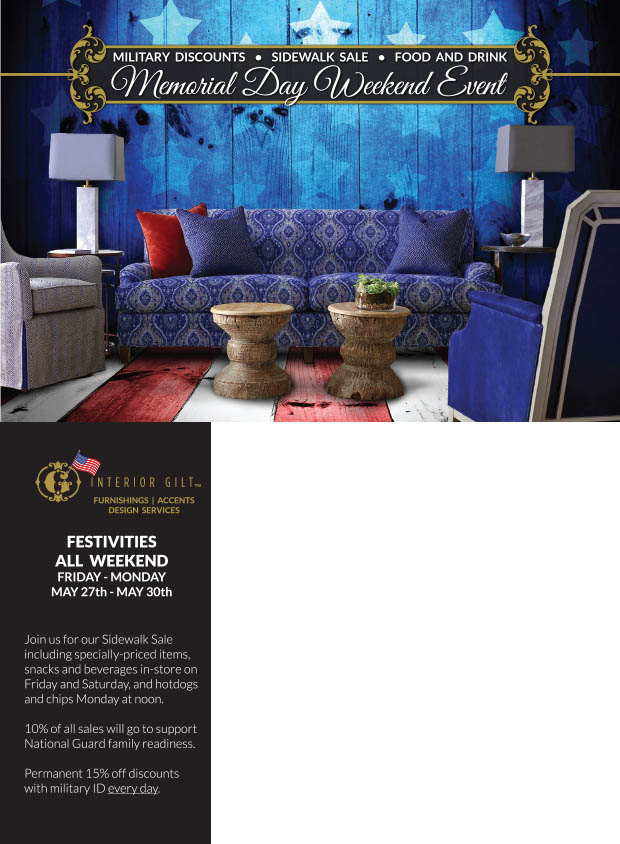 MILITARY DISCOUNTS • SIDEWALK SALE • FOOD AND DRINK
Memorial Day Weekend Event
G
INTERIOR GILT™
FURNISHINGS | ACCENTS
DESIGN SERVICES
FESTIVITIES
ALL WEEKEND
FRIDAY - MONDAY
MAY 27th - MAY 30th
Join us for our Sidewalk Sale
including specially-priced items,
snacks and beverages in-store on
Friday and Saturday, and hotdogs
and chips Monday at noon.
10% of all sales will go to support
National Guard family readiness.
Permanent 15% off discounts
with military ID every day.